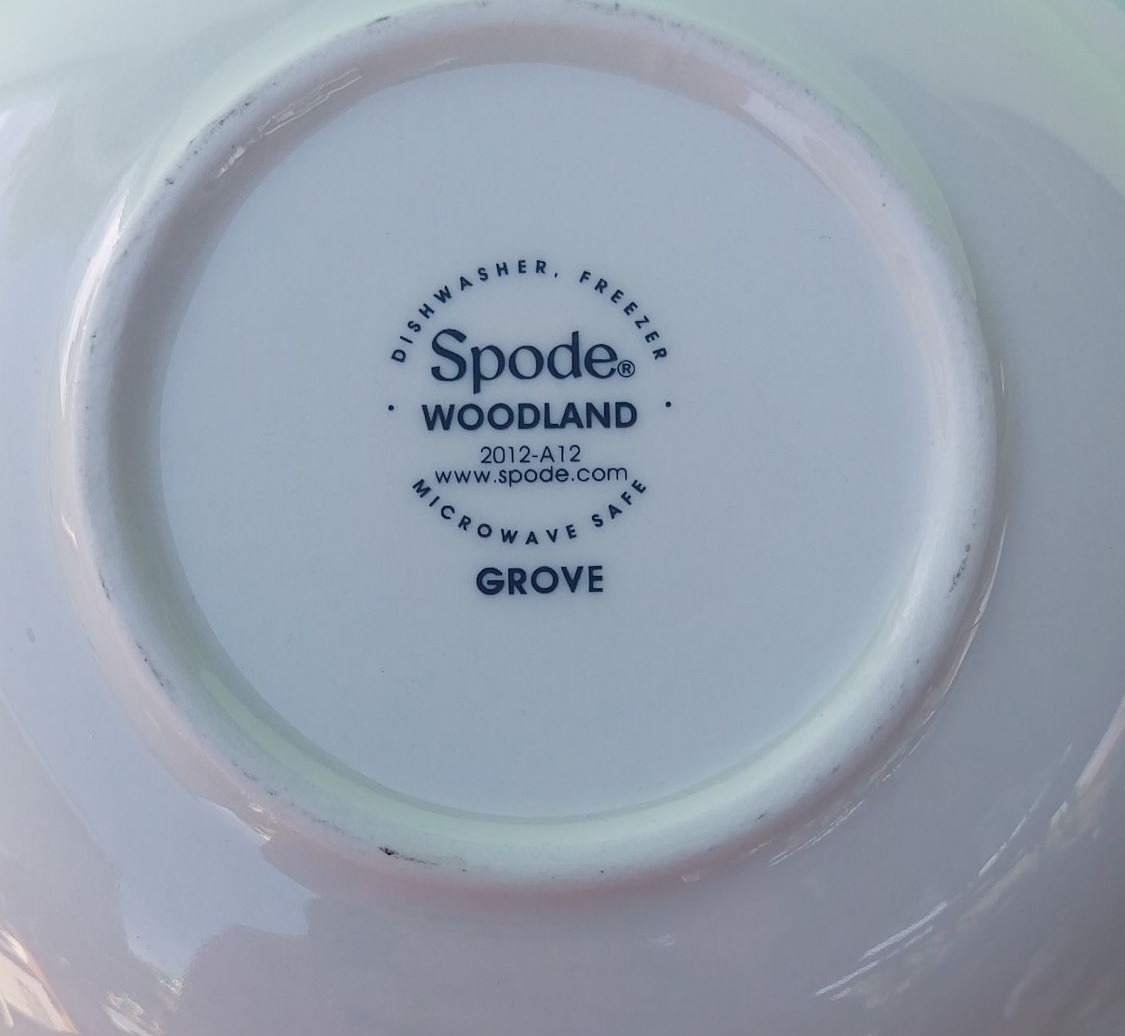 DISHWASHER, FREEZER
Spode®
· WOODLAND ·
2012-A12
www.spode.com
MICROWAVE SAFE
GROVE